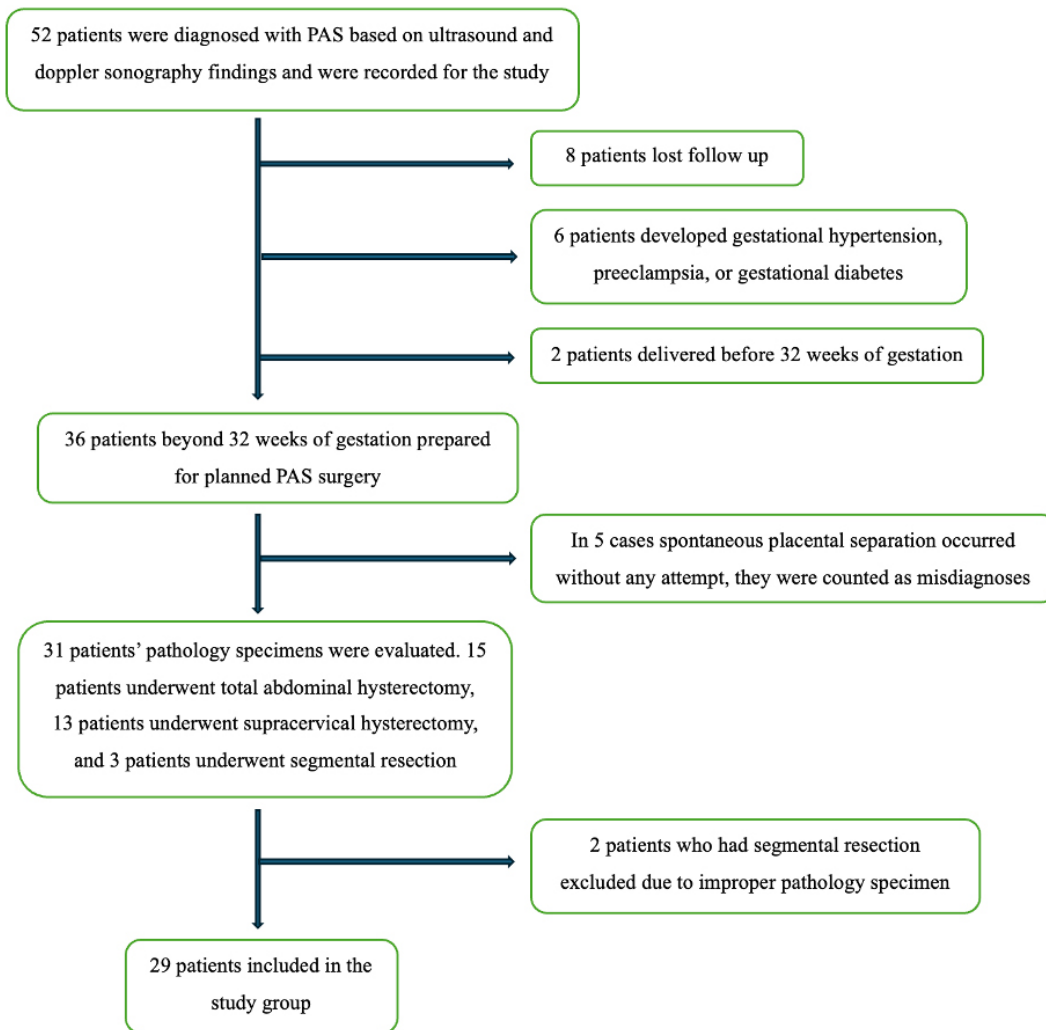 52 patients were diagnosed with PAS based on ultrasound and
doppler sonography findings and were recorded for the study
8 patients lost follow up
6 patients developed gestational hypertension,
preeclampsia, or gestational diabetes
2 patients delivered before 32 weeks of gestation
36 patients beyond 32 weeks of gestation prepared
for planned PAS surgery
In 5 cases spontaneous placental separation occurred
without any attempt, they were counted as misdiagnoses
31 patients’ pathology specimens were evaluated. 15
patients underwent total abdominal hysterectomy,
13 patients underwent supracervical hysterectomy,
and 3 patients underwent segmental resection
2 patients who had segmental resection
excluded due to improper pathology specimen
29 patients included in the
study group